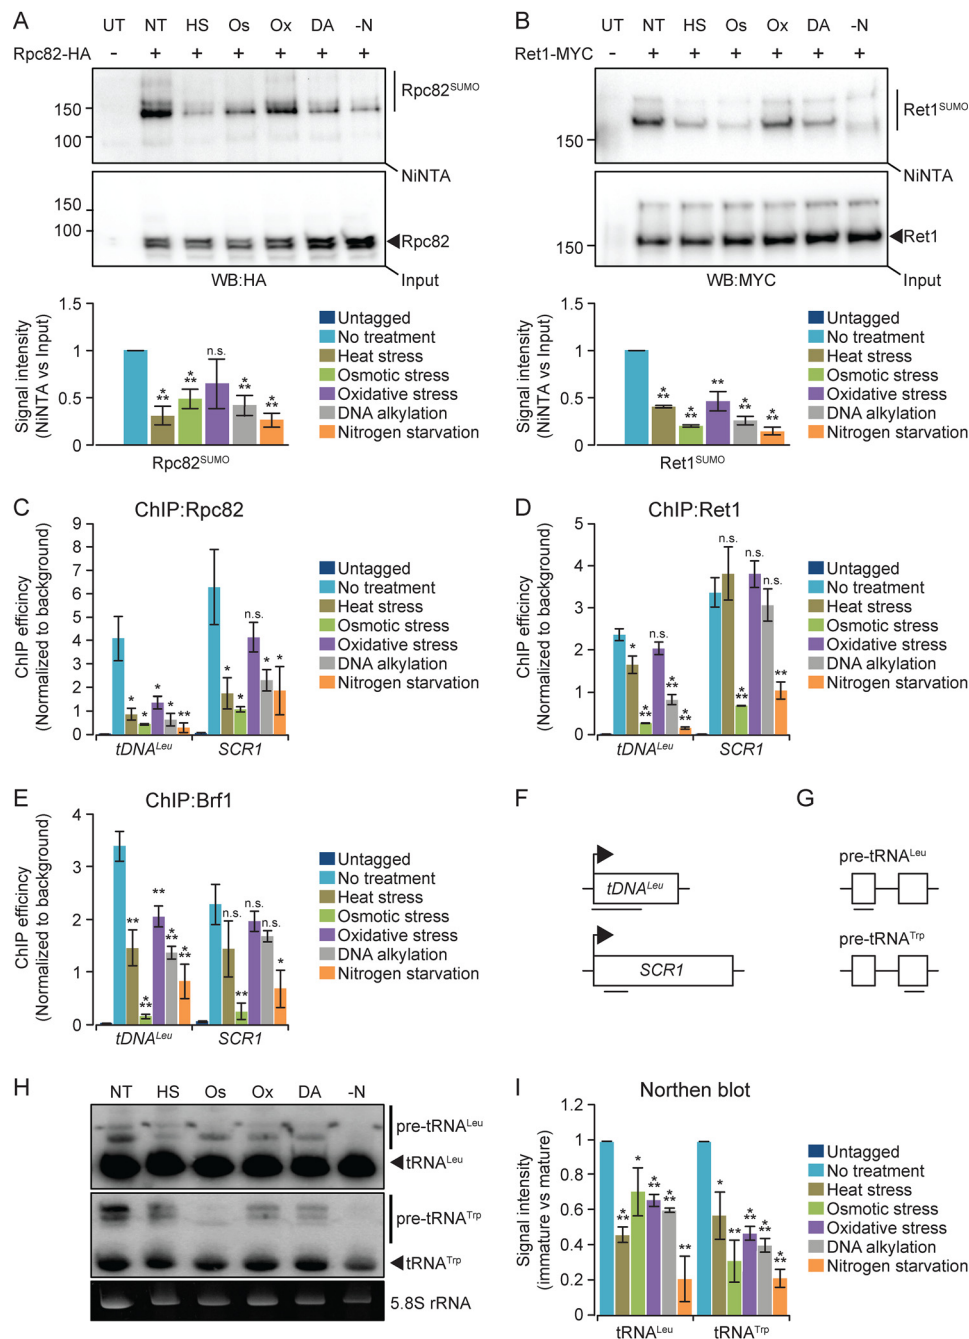 A
UT NT HS Os Ox DA -N
Rpc82-HA - + + + + + +
150
100
Rpc82SUMO
NiNTA
150
100
Rpc82
WB:HA
Input
Signal intensity
(NiNTA vs Input)
1.5
1
0.5
0
* ** * ** n.s. * ** * **
Rpc82SUMO
Untagged
No treatment
Heat stress
Osmotic stress
Oxidative stress
DNA alkylation
Nitrogen starvation
B
UT NT HS Os Ox DA -N
Ret1-MYC - + + + + + +
150
Ret1SUMO
NiNTA
150
Ret1
WB:MYC
Input
Signal intensity
(NiNTA vs Input)
1.5
1
0.5
0
* ** * ** ** * ** * **
Ret1SUMO
Untagged
No treatment
Heat stress
Osmotic stress
Oxidative stress
DNA alkylation
Nitrogen starvation
C
ChIP:Rpc82
ChIP efficincy
(Normalized to background)
9
8
7
6
5
4
3
2
1
0
* * * * **
* * n.s. * *
tDNALeu SCR1
Untagged
No treatment
Heat stress
Osmotic stress
Oxidative stress
DNA alkylation
Nitrogen starvation
D
ChIP:Ret1
ChIP efficincy
(Normalized to background)
5
4
3
2
1
0
* * ** n.s. * ** * **
n.s. * ** n.s. n.s. **
tDNALeu SCR1
Untagged
No treatment
Heat stress
Osmotic stress
Oxidative stress
DNA alkylation
Nitrogen starvation
E
ChIP:Brf1
ChIP efficincy
(Normalized to background)
4
3
2
1
0
** * ** ** * ** * **
n.s. ** n.s. n.s. *
tDNALeu SCR1
Untagged
No treatment
Heat stress
Osmotic stress
Oxidative stress
DNA alkylation
Nitrogen starvation
F
tDNALeu
SCR1
G
pre-tRNALeu
pre-tRNATrp
H
NT HS Os Ox DA -N
pre-tRNALeu
tRNALeu
pre-tRNATrp
tRNATrp
5.8S rRNA
I
Northen blot
Signal intensity
(immature vs mature)
1.2
1
0.8
0.6
0.4
0.2
0
* ** * * ** * ** **
* ** * ** * ** * **
tRNALeu tRNATrp
Untagged
No treatment
Heat stress
Osmotic stress
Oxidative stress
DNA alkylation
Nitrogen starvation